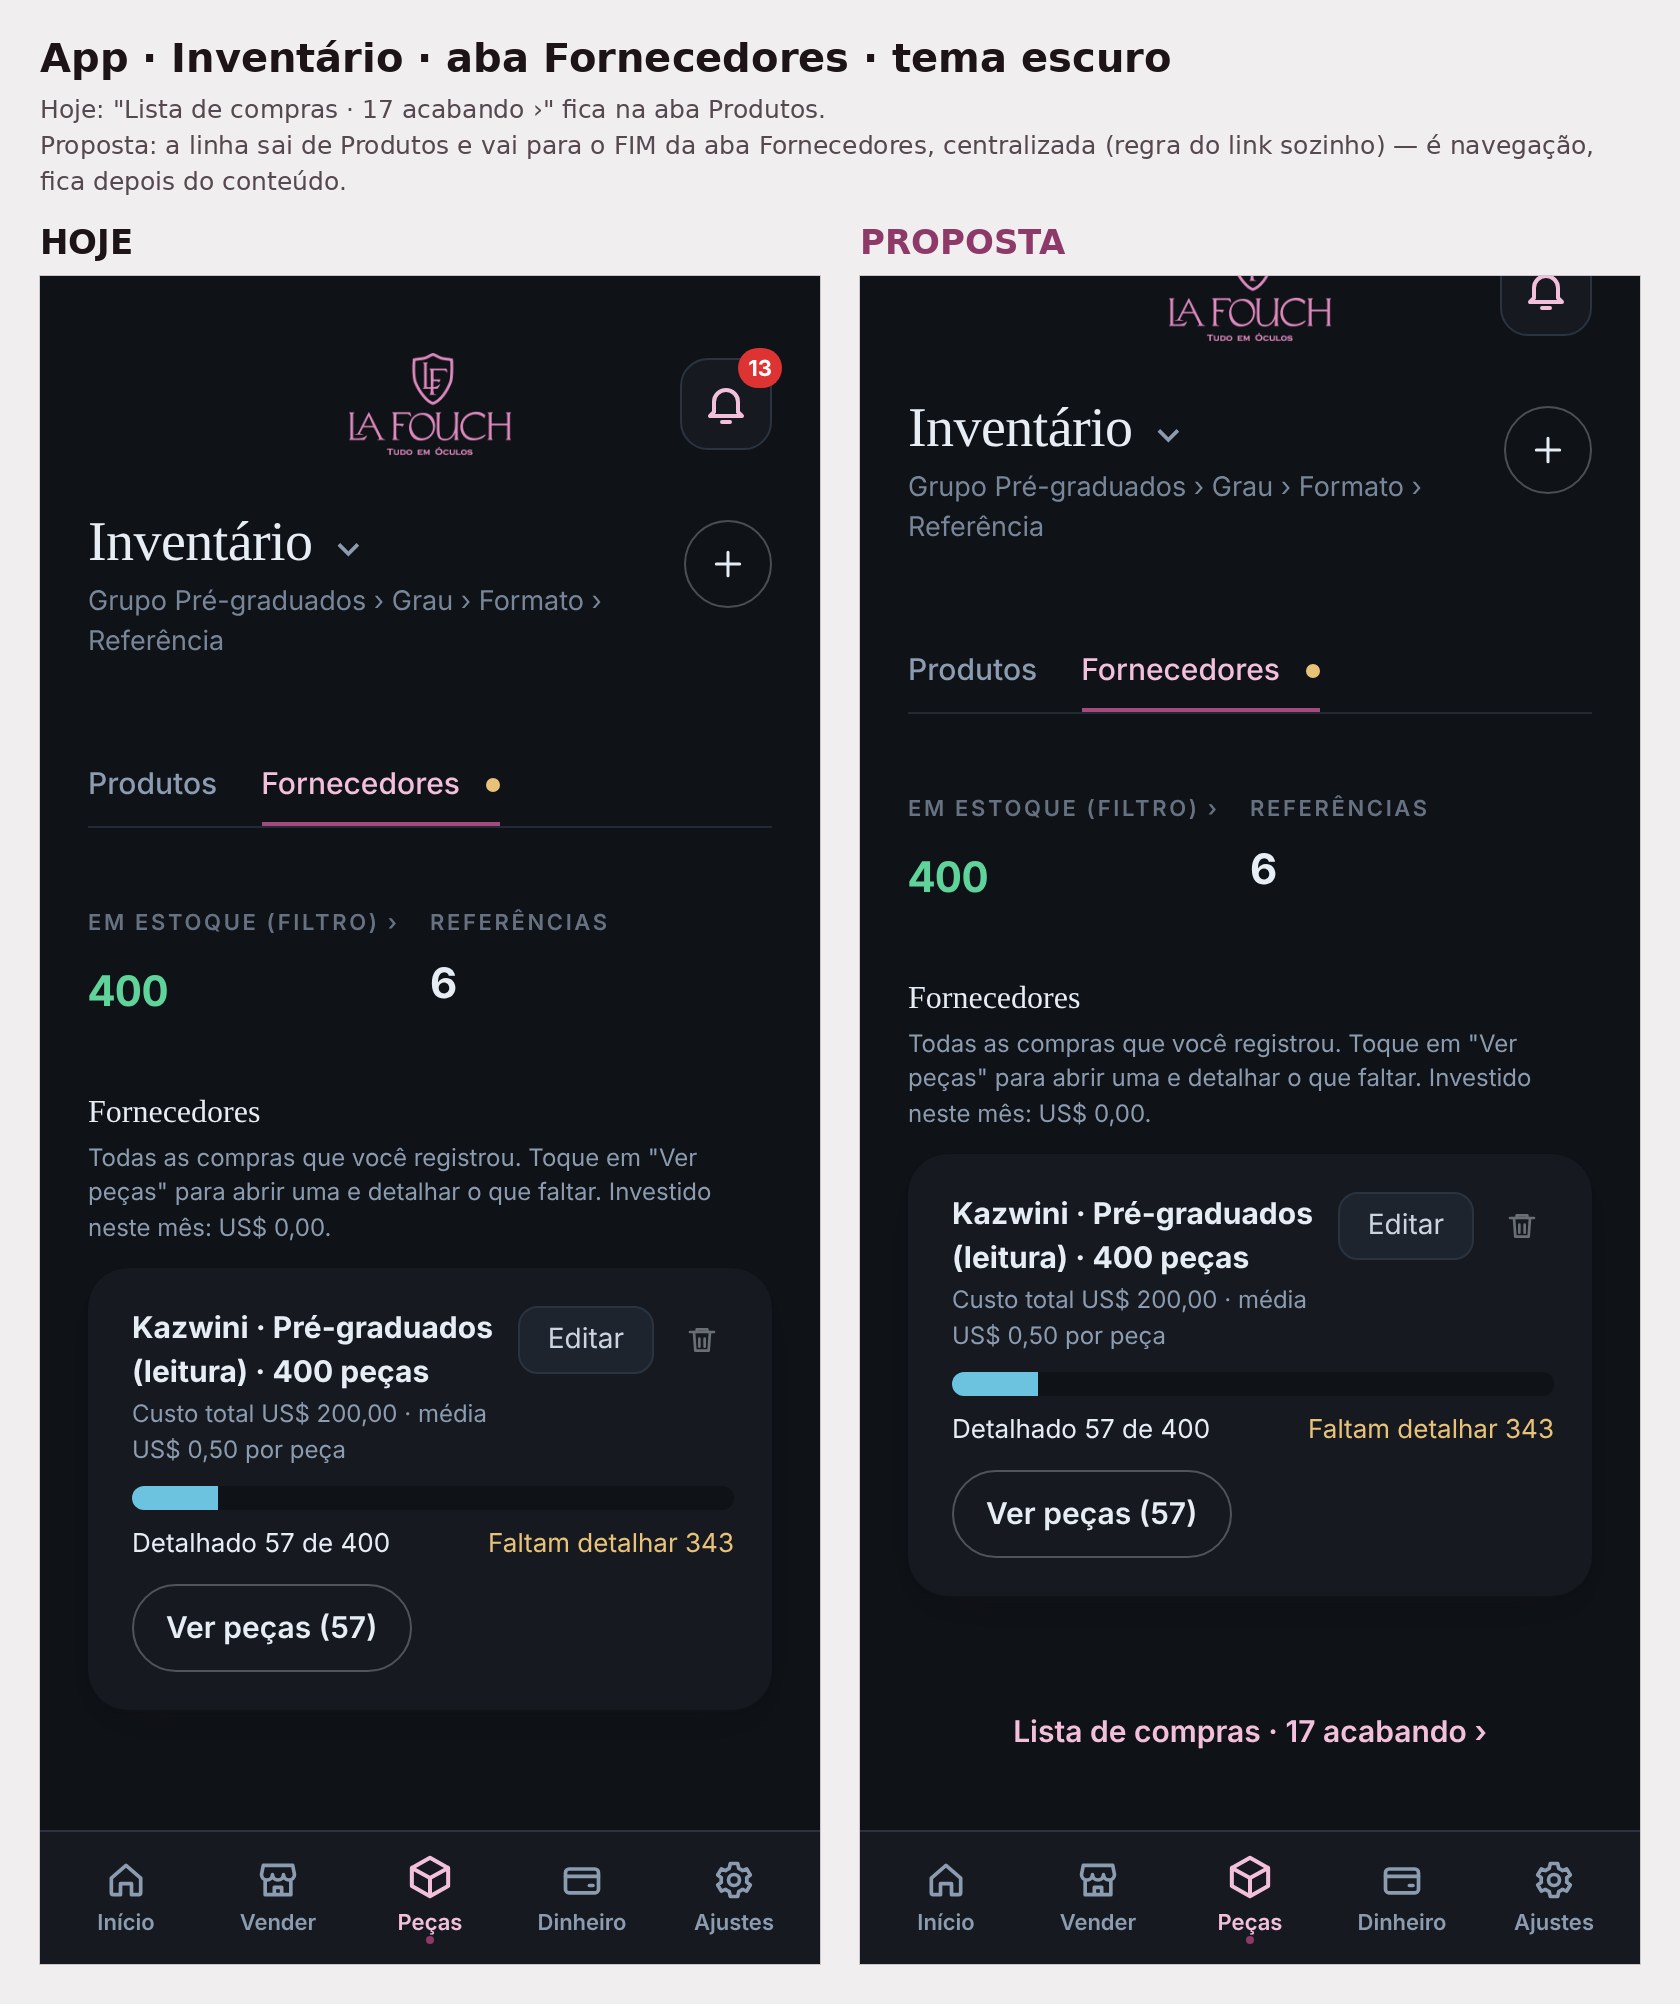 App · Inventário · aba Fornecedores · tema escuro
Hoje: "Lista de compras · 17 acabando ›" fica na aba Produtos.
Proposta: a linha sai de Produtos e vai para o FIM da aba Fornecedores, centralizada (regra do link sozinho) — é navegação,
fica depois do conteúdo.
HOJE
LF
LA FOUCH
TUDO EM ÓCULOS
13
Inventário
Grupo Pré-graduados › Grau › Formato ›
Referência
Produtos Fornecedores
EM ESTOQUE (FILTRO) › REFERÊNCIAS
400 6
Fornecedores
Todas as compras que você registrou. Toque em "Ver
peças" para abrir uma e detalhar o que faltar. Investido
neste mês: US$ 0,00.
Kazwini · Pré-graduados
(leitura) · 400 peças
Editar
Custo total US$ 200,00 · média
US$ 0,50 por peça
Detalhado 57 de 400 Faltam detalhar 343
Ver peças (57)
Início Vender Peças Dinheiro Ajustes
PROPOSTA
LA FOUCH
TUDO EM ÓCULOS
Inventário
Grupo Pré-graduados › Grau › Formato ›
Referência
Produtos Fornecedores
EM ESTOQUE (FILTRO) › REFERÊNCIAS
400 6
Fornecedores
Todas as compras que você registrou. Toque em "Ver
peças" para abrir uma e detalhar o que faltar. Investido
neste mês: US$ 0,00.
Kazwini · Pré-graduados
(leitura) · 400 peças
Editar
Custo total US$ 200,00 · média
US$ 0,50 por peça
Detalhado 57 de 400 Faltam detalhar 343
Ver peças (57)
Lista de compras · 17 acabando ›
Início Vender Peças Dinheiro Ajustes